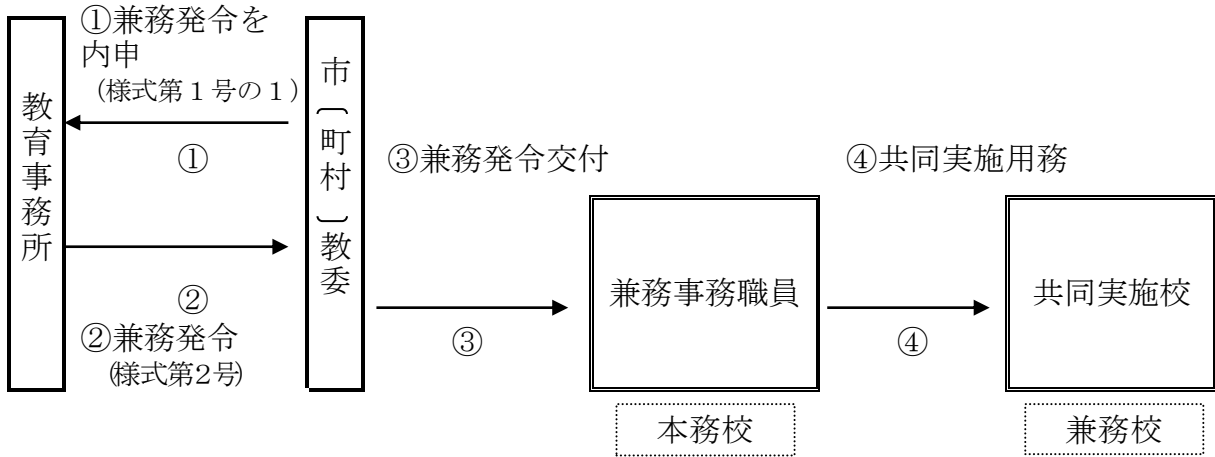 ①兼務発令を
内申
(様式第1号の1)
教育事務所
①
②
②兼務発令
(様式第2号)
市〔町村〕教委
③兼務発令交付
③
兼務事務職員
本務校
④共同実施用務
④
共同実施校
兼務校